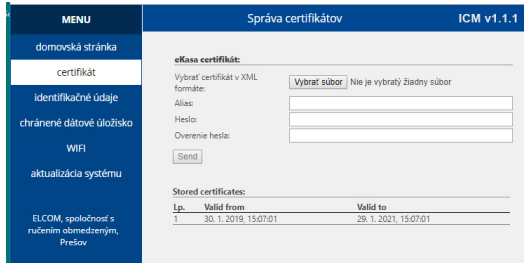 MENU
Správa certifikátov
ICM v1.1.1
domovská stránka
certifikát
identifikačné údaje
chránené dátové úložisko
WIFI
aktualizácia systému
ELCOM, spoločnosť s
ručením obmedzeným,
Prešov
eKasa certifikát:
Vybrať certifikát v XML
formáte:
Vybrať súbor Nie je vybratý žiadny súbor
Alias:
Heslo:
Overenie hesla:
Send
Stored certificates:
Lp. Valid from Valid to
1 30. 1. 2019, 15:07:01 29. 1. 2021, 15:07:01